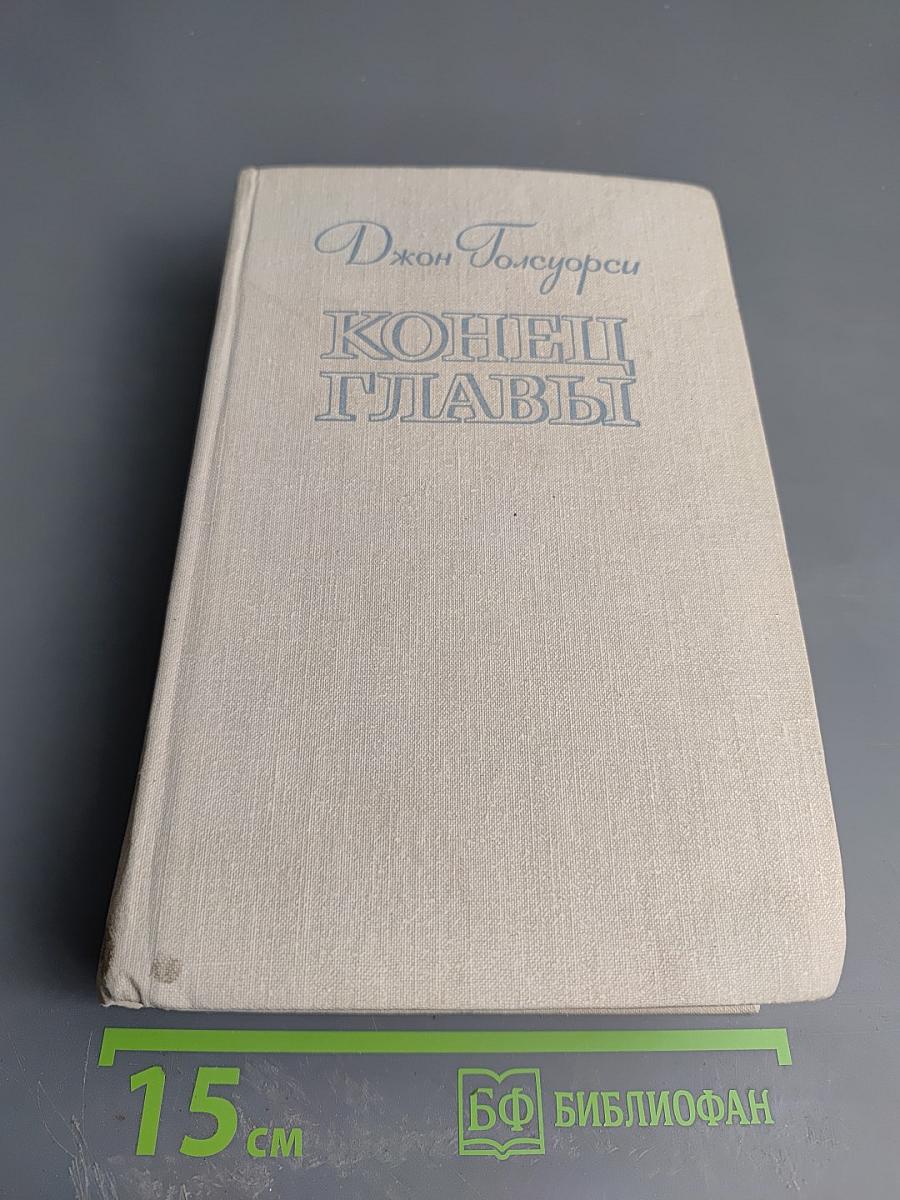 Джон Голсуорси
КОНЕЦ
ГЛАВЫ
15 см
БФ БИБЛИОФАН